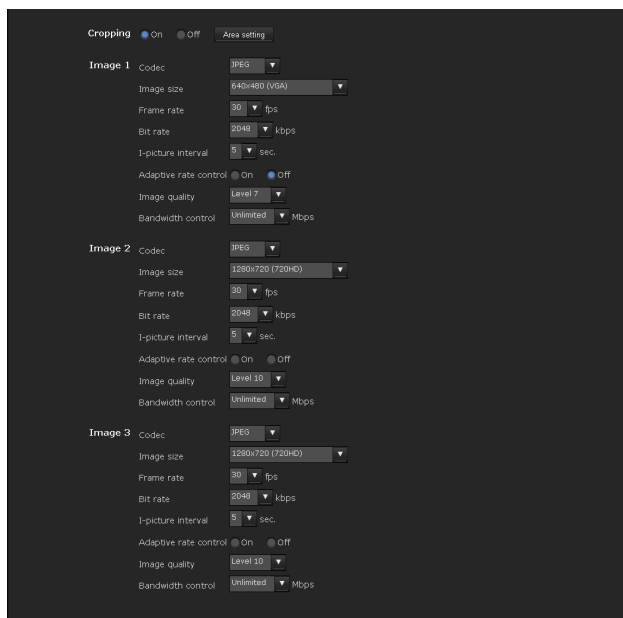 Cropping On Off Area setting
Image 1 Codec JPEG
Image size 640x480 (VGA)
Frame rate 30 fps
Bit rate 2048 kbps
I-picture interval 5 sec.
Adaptive rate control On Off
Image quality Level 7
Bandwidth control Unlimited Mbps
Image 2 Codec JPEG
Image size 1280x720 (720HD)
Frame rate 30 fps
Bit rate 2048 kbps
I-picture interval 5 sec.
Adaptive rate control On Off
Image quality Level 10
Bandwidth control Unlimited Mbps
Image 3 Codec JPEG
Image size 1280x720 (720HD)
Frame rate 30 fps
Bit rate 2048 kbps
I-picture interval 5 sec.
Adaptive rate control On Off
Image quality Level 10
Bandwidth control Unlimited Mbps